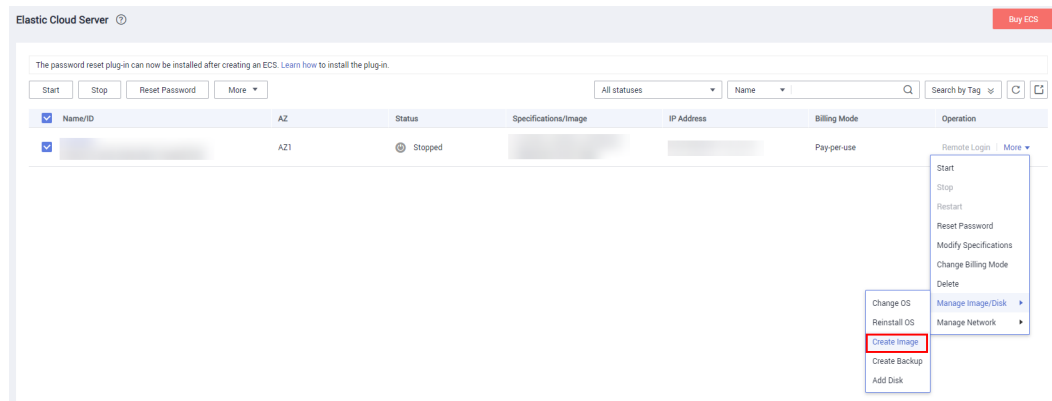 Elastic Cloud Server ?
Buy ECS
The password reset plug-in can now be installed after creating an ECS. Learn how to install the plug-in.
Start Stop Reset Password More All statuses Name Search by Tag
Name/ID AZ Status Specifications/Image IP Address Billing Mode Operation
AZ1 Stopped Pay-per-use Remote Login More
Start
Stop
Restart
Reset Password
Modify Specifications
Change Billing Mode
Delete
Change OS Manage Image/Disk
Reinstall OS Manage Network
Create Image
Create Backup
Add Disk